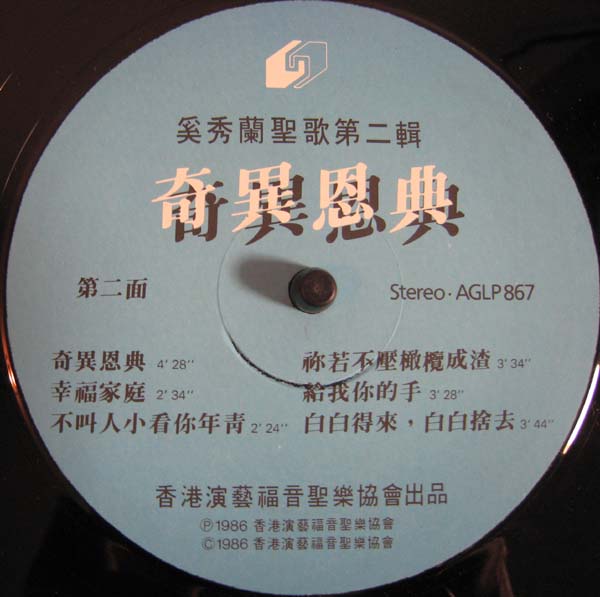 奚秀蘭聖歌第二輯
奇異恩典
第二面
Stereo·AGLP867
奇異恩典 4'28''
幸福家庭 2'34''
不叫人小看你年青 2'24''
祢若不壓橄欖成渣 3'34''
給我你的手 3'28''
白白得來，白白捨去 3'44''
香港演藝福音聖樂協會出品
Ⓟ1986 香港演藝福音聖樂協會
©1986 香港演藝福音聖樂協會